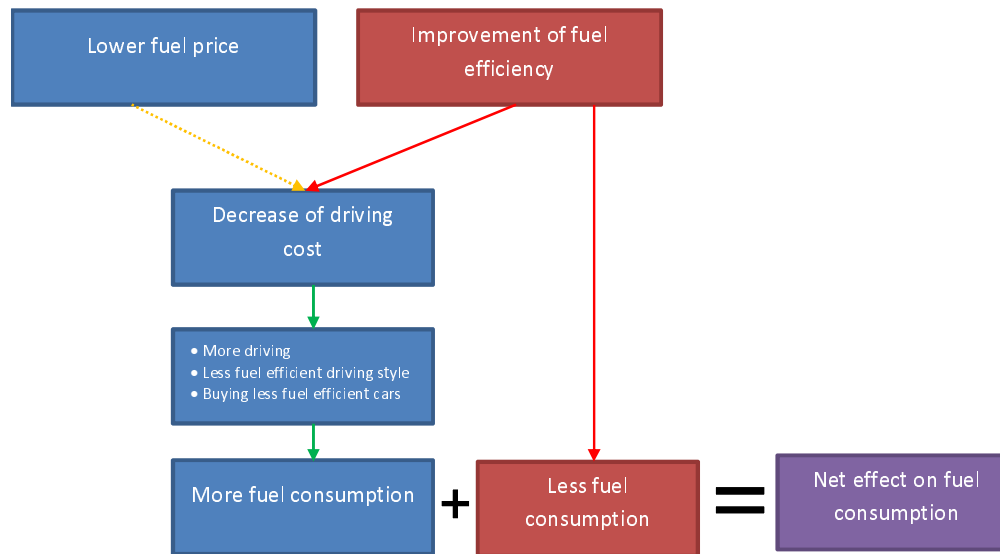 Lower fuel price
Improvement of fuel
efficiency
Decrease of driving
cost
• More driving
• Less fuel efficient driving style
• Buying less fuel efficient cars
More fuel consumption
+
Less fuel
consumption
=
Net effect on fuel
consumption